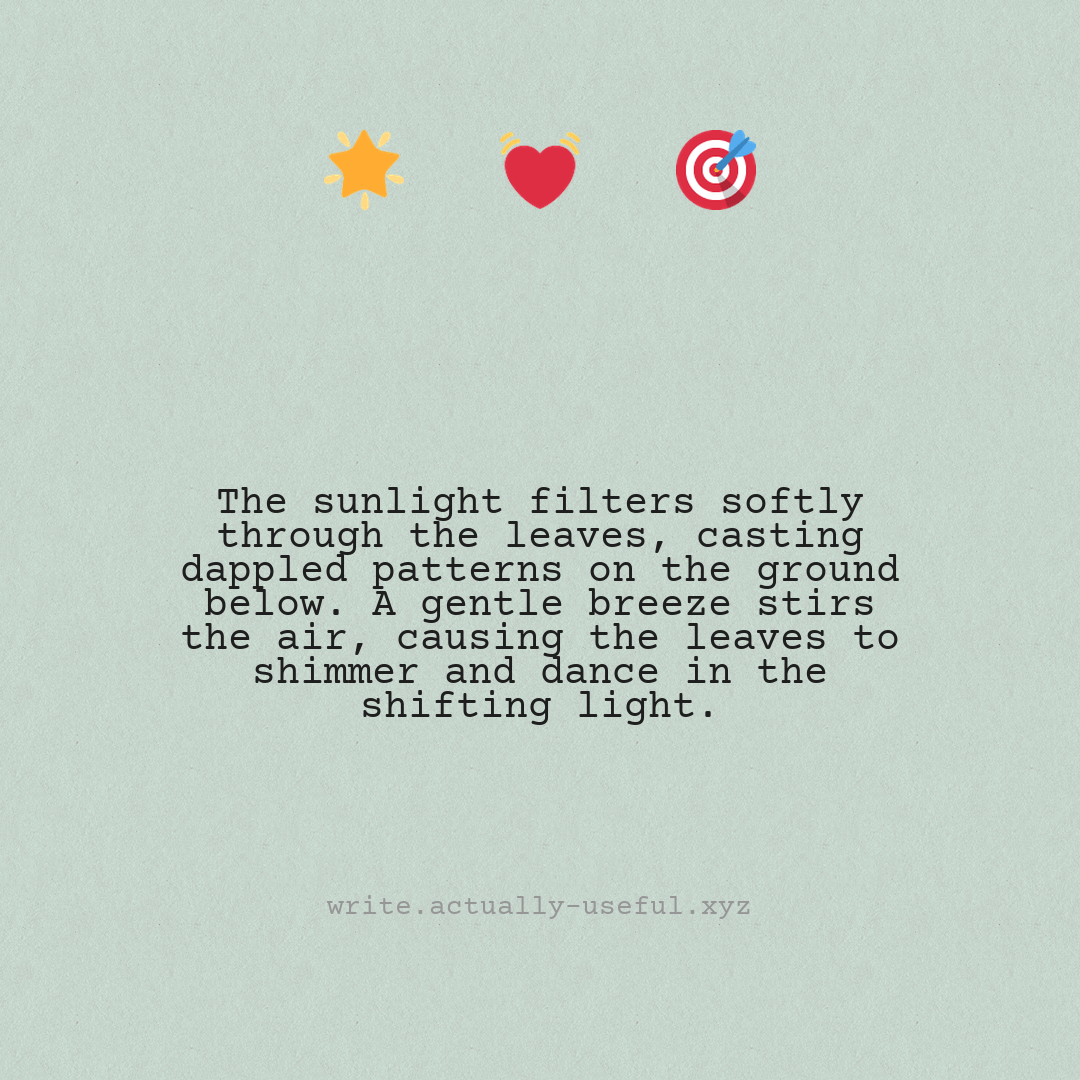 The sunlight filters softly
through the leaves, casting
dappled patterns on the ground
below. A gentle breeze stirs
the air, causing the leaves to
shimmer and dance in the
shifting light.
write.actually-useful.xyz